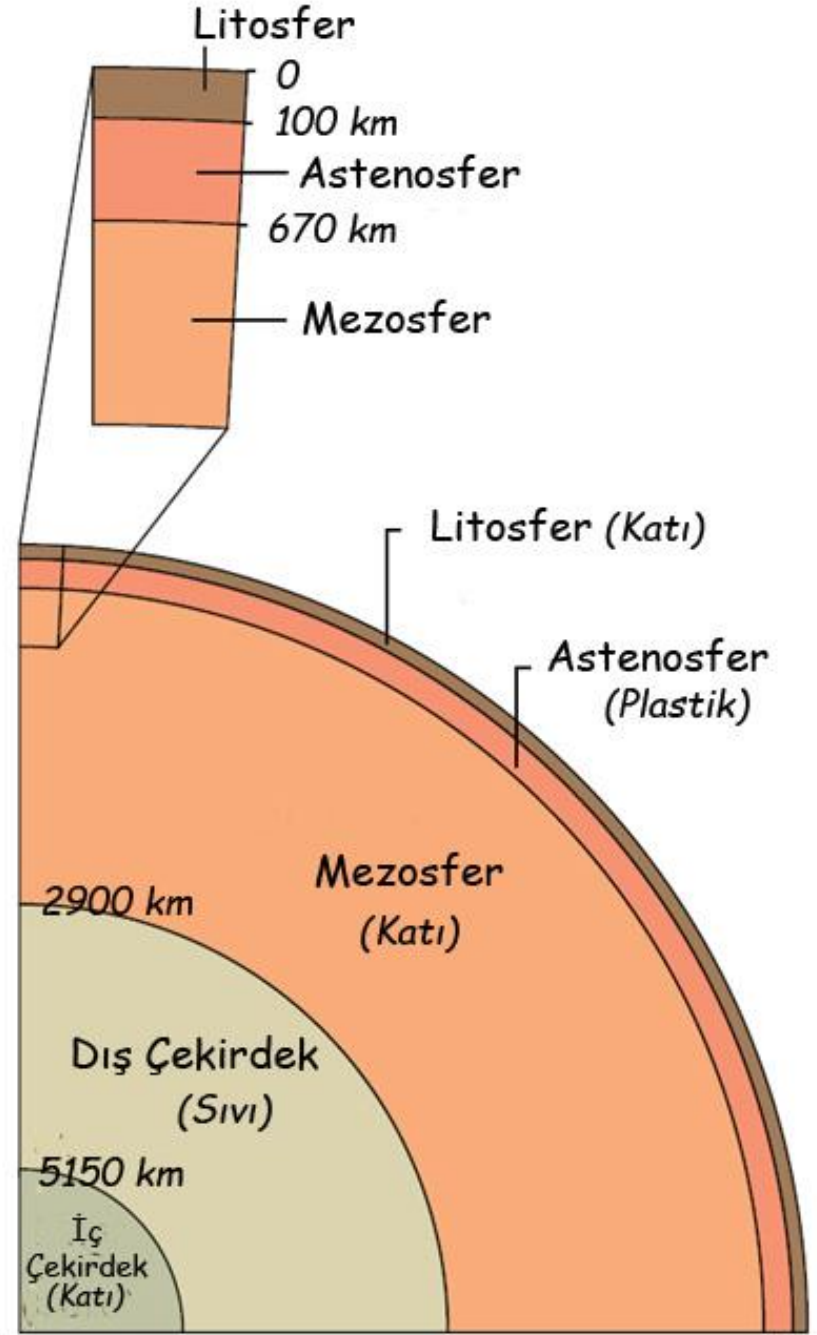 Litosfer
0
100 km
Astenosfer
670 km
Mezosfer
Litosfer (Katı)
Astenosfer
(Plastik)
Mezosfer
(Katı)
2900 km
Dış Çekirdek
(Sıvı)
5150 km
İç
Çekirdek
(Katı)